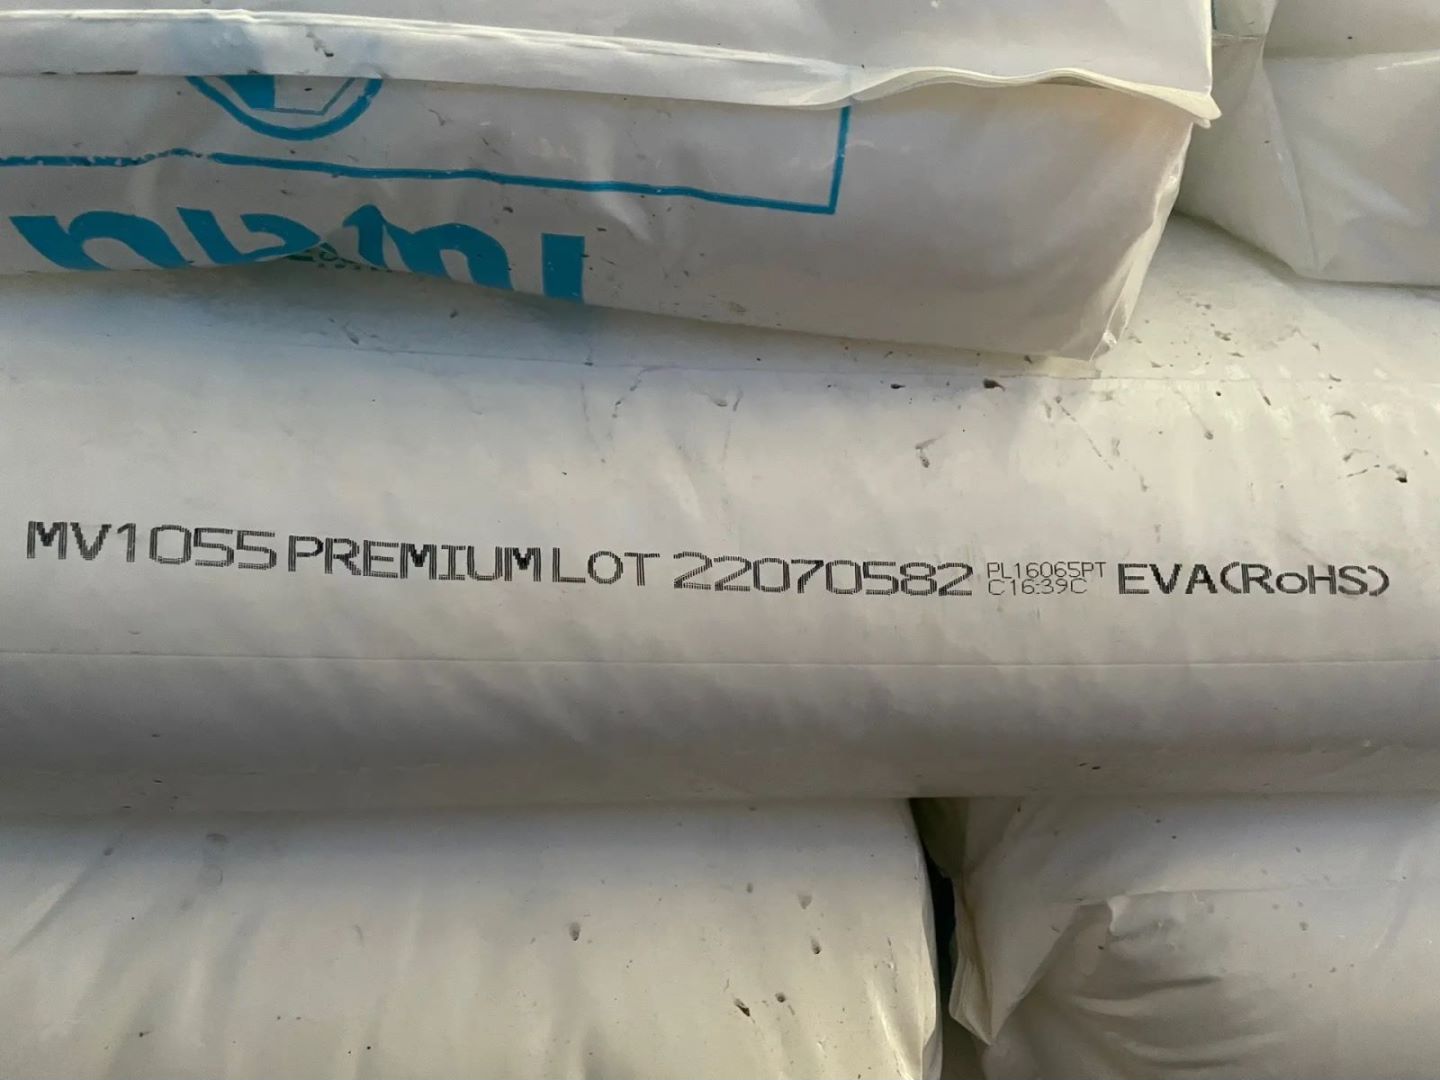 MV1055 PREMIUM LOT 22070582 PL16065PT EVA(RoHS)
C16:39C